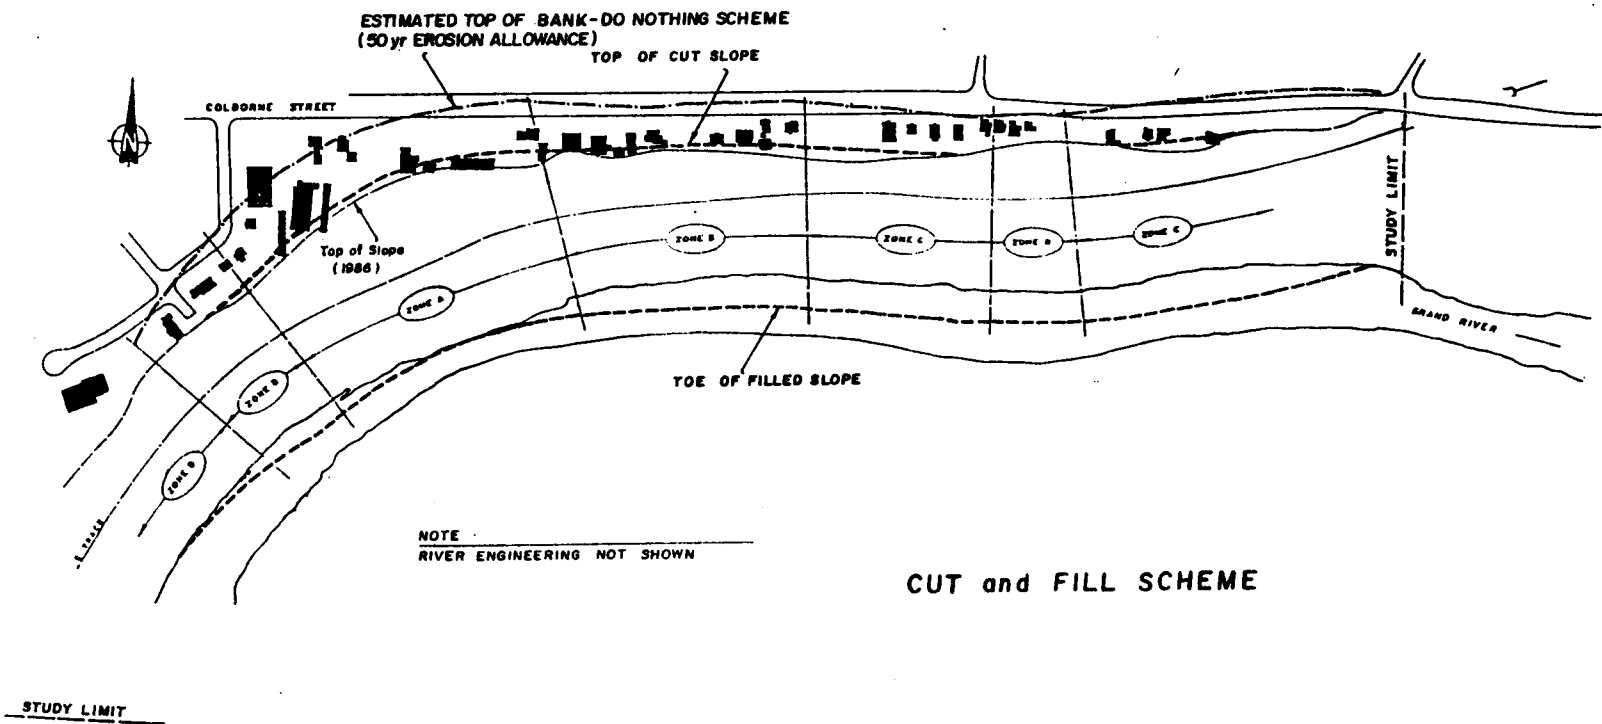 ESTIMATED TOP OF BANK-DO NOTHING SCHEME
(50 yr EROSION ALLOWANCE)
TOP OF CUT SLOPE
COLBORNE STREET
N
Top of Slope
(1986)
STUDY LIMIT
ZONE B
ZONE C
ZONE D
ZONE C
ZONE A
ZONE B
ZONE D
GRAND RIVER
TOE OF FILLED SLOPE
TRACK
NOTE
RIVER ENGINEERING NOT SHOWN
CUT and FILL SCHEME
STUDY LIMIT